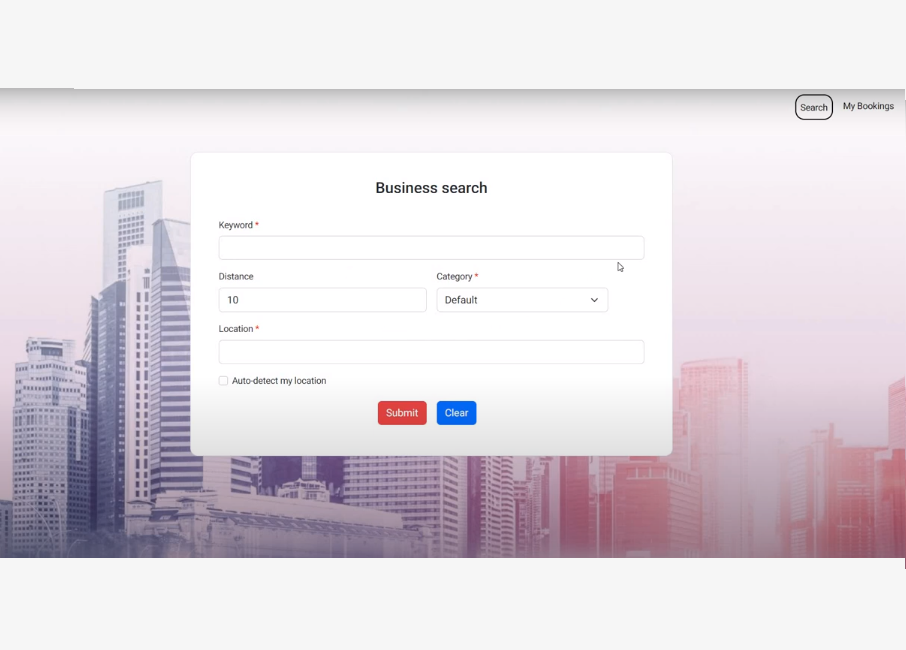 Search My Bookings
Business search
Keyword *
Distance Category *
10 Default
Location *
Auto-detect my location
Submit Clear